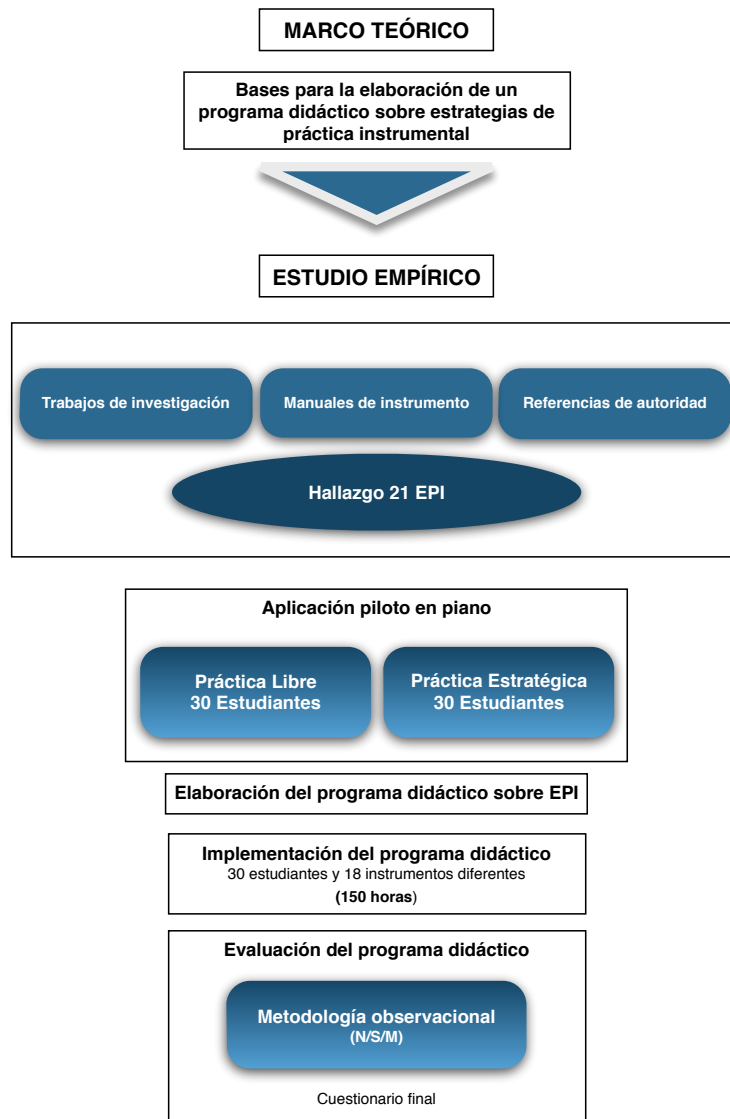 MARCO TEÓRICO
Bases para la elaboración de un
programa didáctico sobre estrategias de
práctica instrumental
ESTUDIO EMPÍRICO
Trabajos de investigación
Manuales de instrumento
Referencias de autoridad
Hallazgo 21 EPI
Aplicación piloto en piano
Práctica Libre
30 Estudiantes
Práctica Estratégica
30 Estudiantes
Elaboración del programa didáctico sobre EPI
Implementación del programa didáctico
30 estudiantes y 18 instrumentos diferentes
(150 horas)
Evaluación del programa didáctico
Metodología observacional
(N/S/M)
Cuestionario final